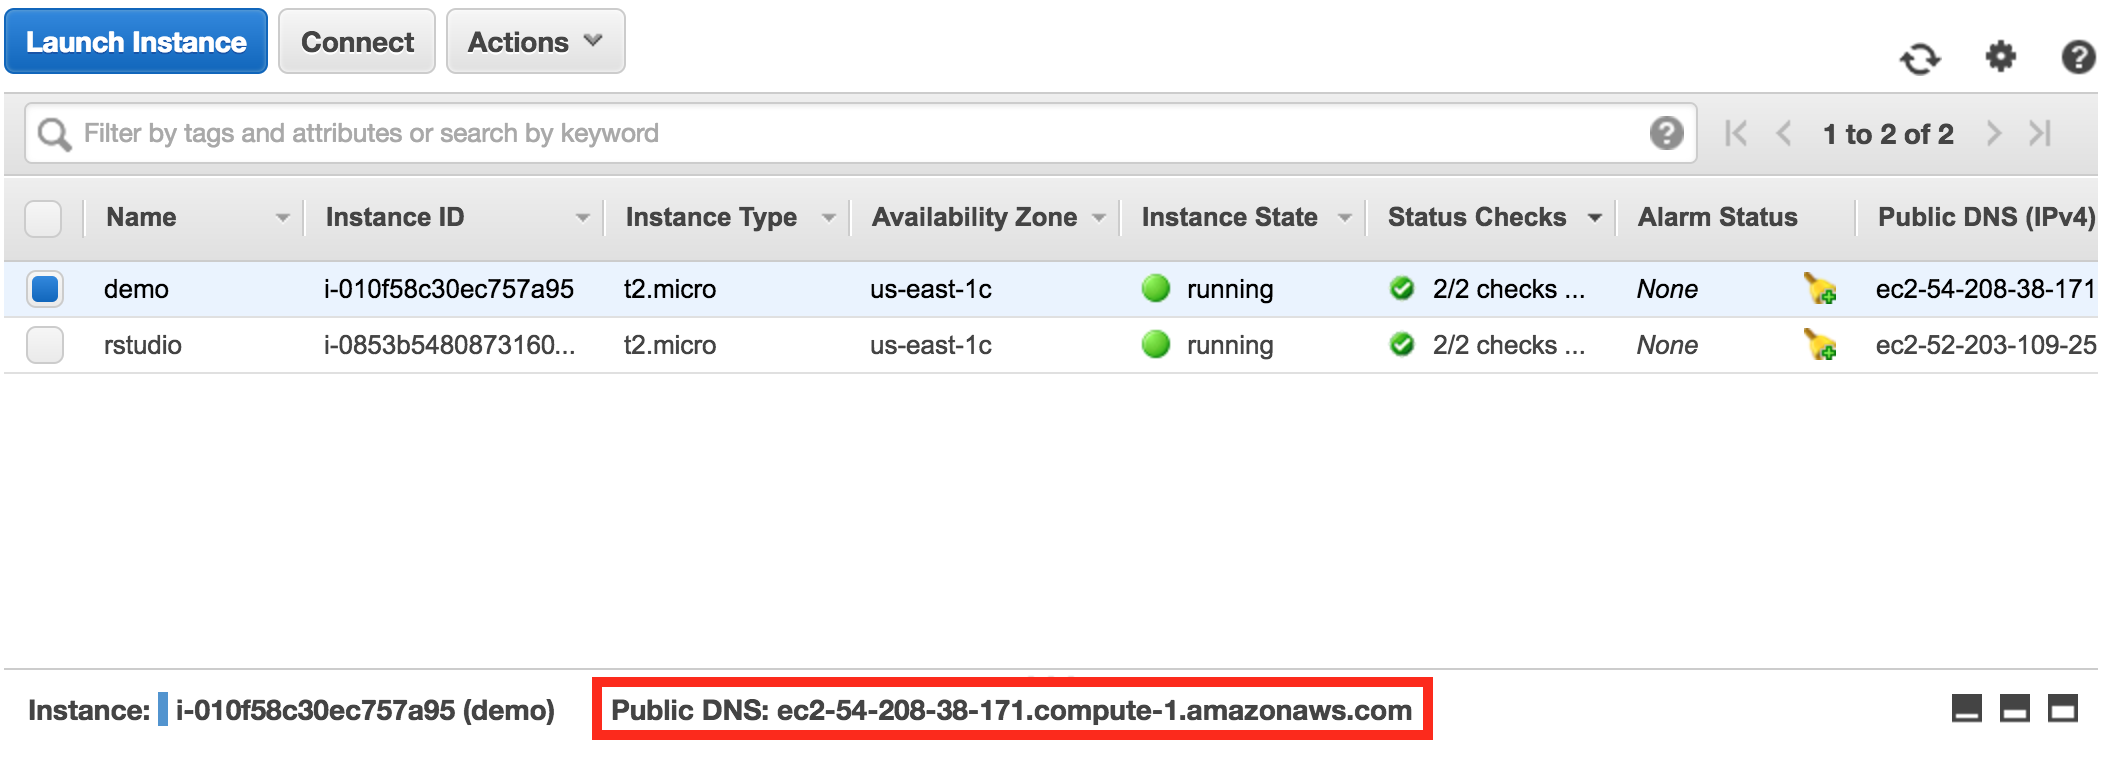 Launch Instance Connect Actions
Filter by tags and attributes or search by keyword 1 to 2 of 2
Name Instance ID Instance Type Availability Zone Instance State Status Checks Alarm Status Public DNS (IPv4)
demo i-010f58c30ec757a95 t2.micro us-east-1c running 2/2 checks ... None ec2-54-208-38-171
rstudio i-0853b5480873160... t2.micro us-east-1c running 2/2 checks ... None ec2-52-203-109-25
Instance: i-010f58c30ec757a95 (demo) Public DNS: ec2-54-208-38-171.compute-1.amazonaws.com